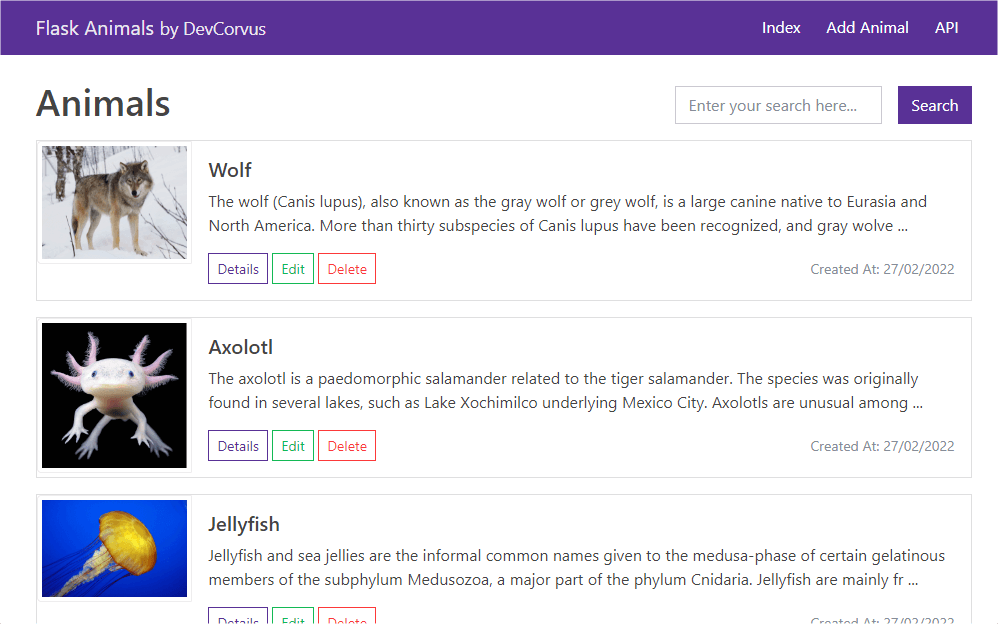 Flask Animals by DevCorvus
Index Add Animal API
Animals
Enter your search here... Search
Wolf
The wolf (Canis lupus), also known as the gray wolf or grey wolf, is a large canine native to Eurasia and
North America. More than thirty subspecies of Canis lupus have been recognized, and gray wolve ...
Details Edit Delete Created At: 27/02/2022
Axolotl
The axolotl is a paedomorphic salamander related to the tiger salamander. The species was originally
found in several lakes, such as Lake Xochimilco underlying Mexico City. Axolotls are unusual among ...
Details Edit Delete Created At: 27/02/2022
Jellyfish
Jellyfish and sea jellies are the informal common names given to the medusa-phase of certain gelatinous
members of the subphylum Medusozoa, a major part of the phylum Cnidaria. Jellyfish are mainly fr ...
Details Edit Delete Created At: 27/02/2022